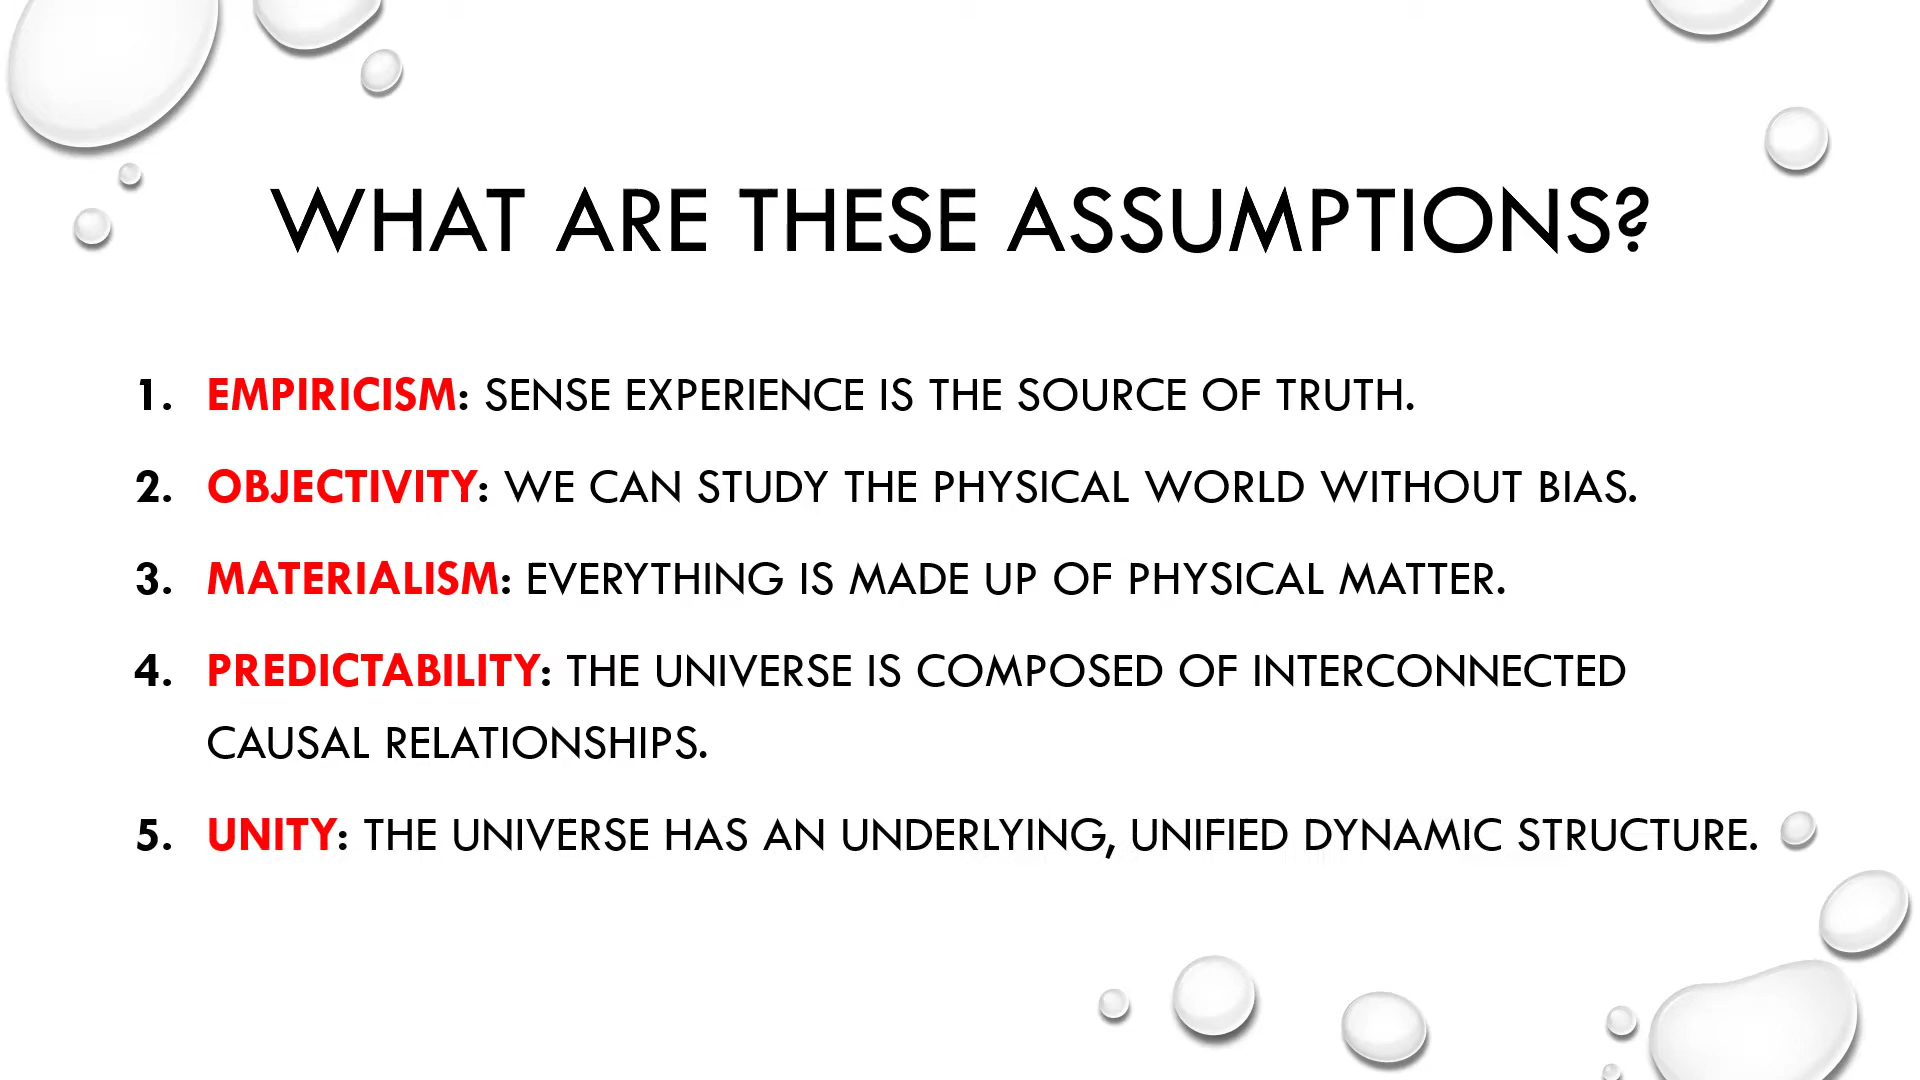 WHAT ARE THESE ASSUMPTIONS?
1. EMPIRICISM: SENSE EXPERIENCE IS THE SOURCE OF TRUTH.
2. OBJECTIVITY: WE CAN STUDY THE PHYSICAL WORLD WITHOUT BIAS.
3. MATERIALISM: EVERYTHING IS MADE UP OF PHYSICAL MATTER.
4. PREDICTABILITY: THE UNIVERSE IS COMPOSED OF INTERCONNECTED
CAUSAL RELATIONSHIPS.
5. UNITY: THE UNIVERSE HAS AN UNDERLYING, UNIFIED DYNAMIC STRUCTURE.